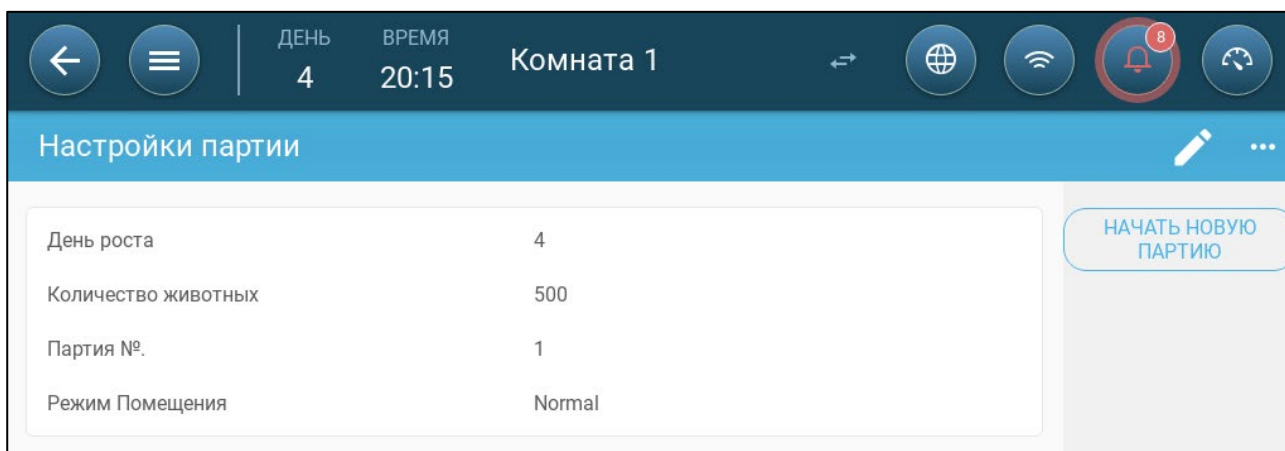 ДЕНЬ ВРЕМЯ
4 20:15 Комната 1 8
Настройки партии
День роста 4 НАЧАТЬ НОВУЮ
ПАРТИЮ
Количество животных 500
Партия №. 1
Режим Помещения Normal